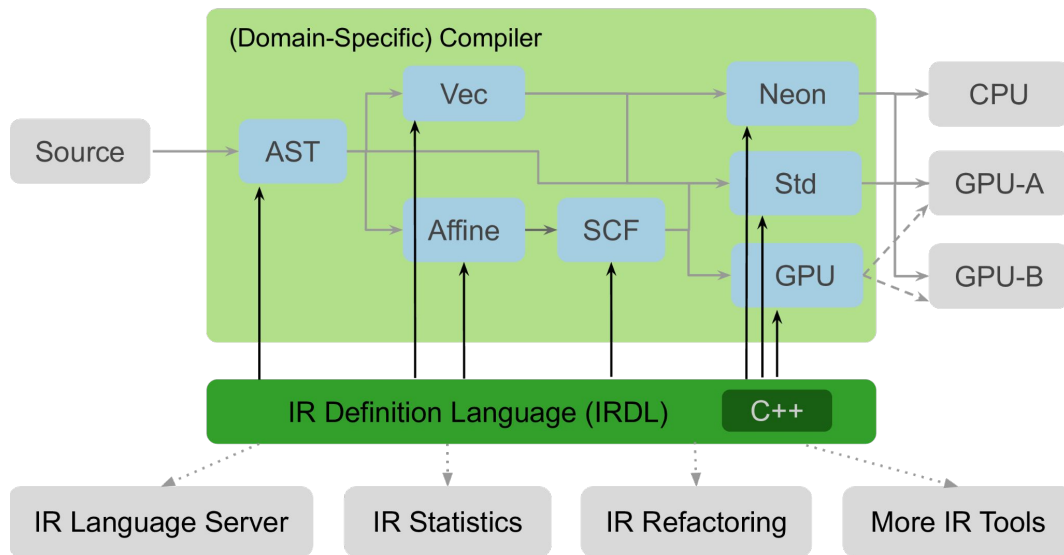 (Domain-Specific) Compiler
Vec
Neon
CPU
Source
AST
Std
GPU-A
Affine
SCF
GPU
GPU-B
IR Definition Language (IRDL)
C++
IR Language Server
IR Statistics
IR Refactoring
More IR Tools